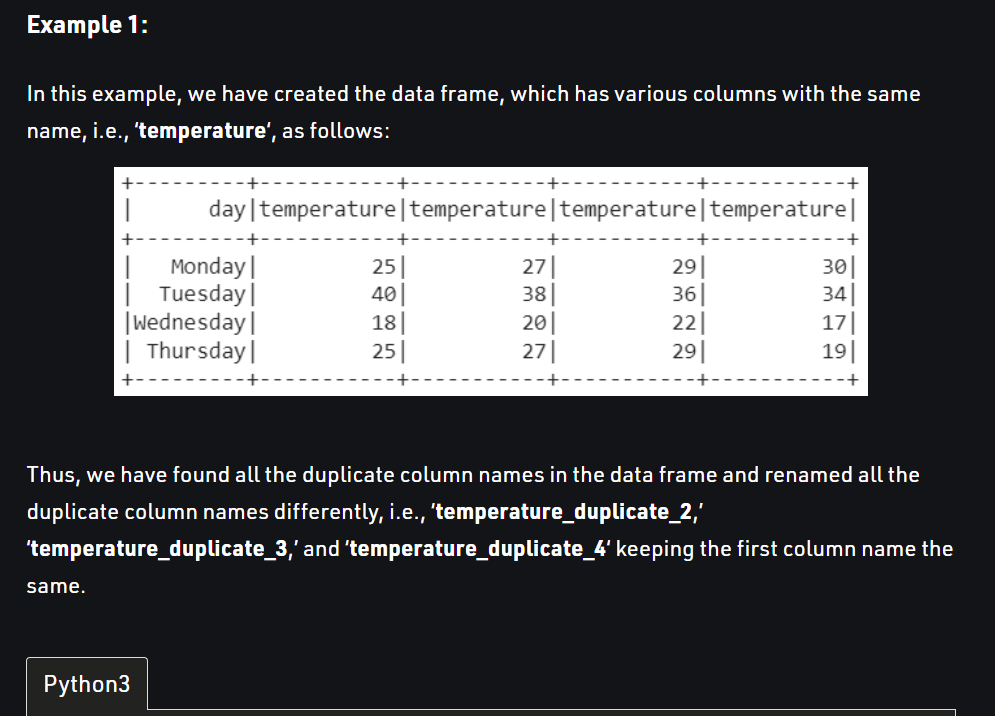 Example 1:
In this example, we have created the data frame, which has various columns with the same
name, i.e., ‘temperature‘, as follows:
+---------+-----------+-----------+-----------+-----------+
|      day|temperature|temperature|temperature|temperature|
+---------+-----------+-----------+-----------+-----------+
|   Monday|         25|         27|         29|         30|
|  Tuesday|         40|         38|         36|         34|
|Wednesday|         18|         20|         22|         17|
| Thursday|         25|         27|         29|         19|
+---------+-----------+-----------+-----------+-----------+
Thus, we have found all the duplicate column names in the data frame and renamed all the
duplicate column names differently, i.e., ‘temperature_duplicate_2,’
‘temperature_duplicate_3,’ and ‘temperature_duplicate_4‘ keeping the first column name the
same.
Python3